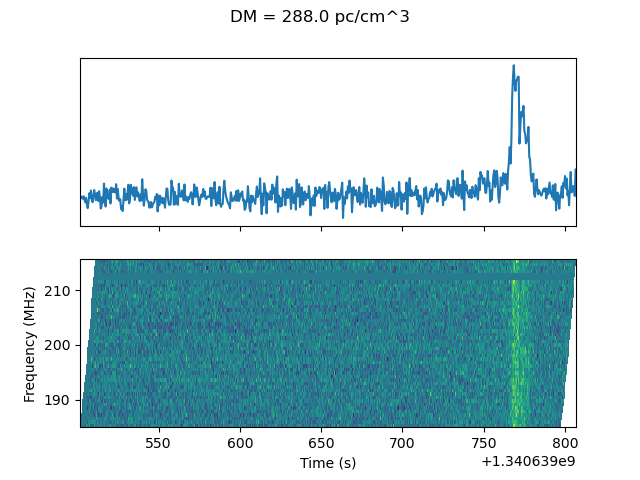 DM = 288.0 pc/cm^3
Frequency (MHz)
210
200
190
550 600 650 700 750 800
Time (s)
+1.340639e9